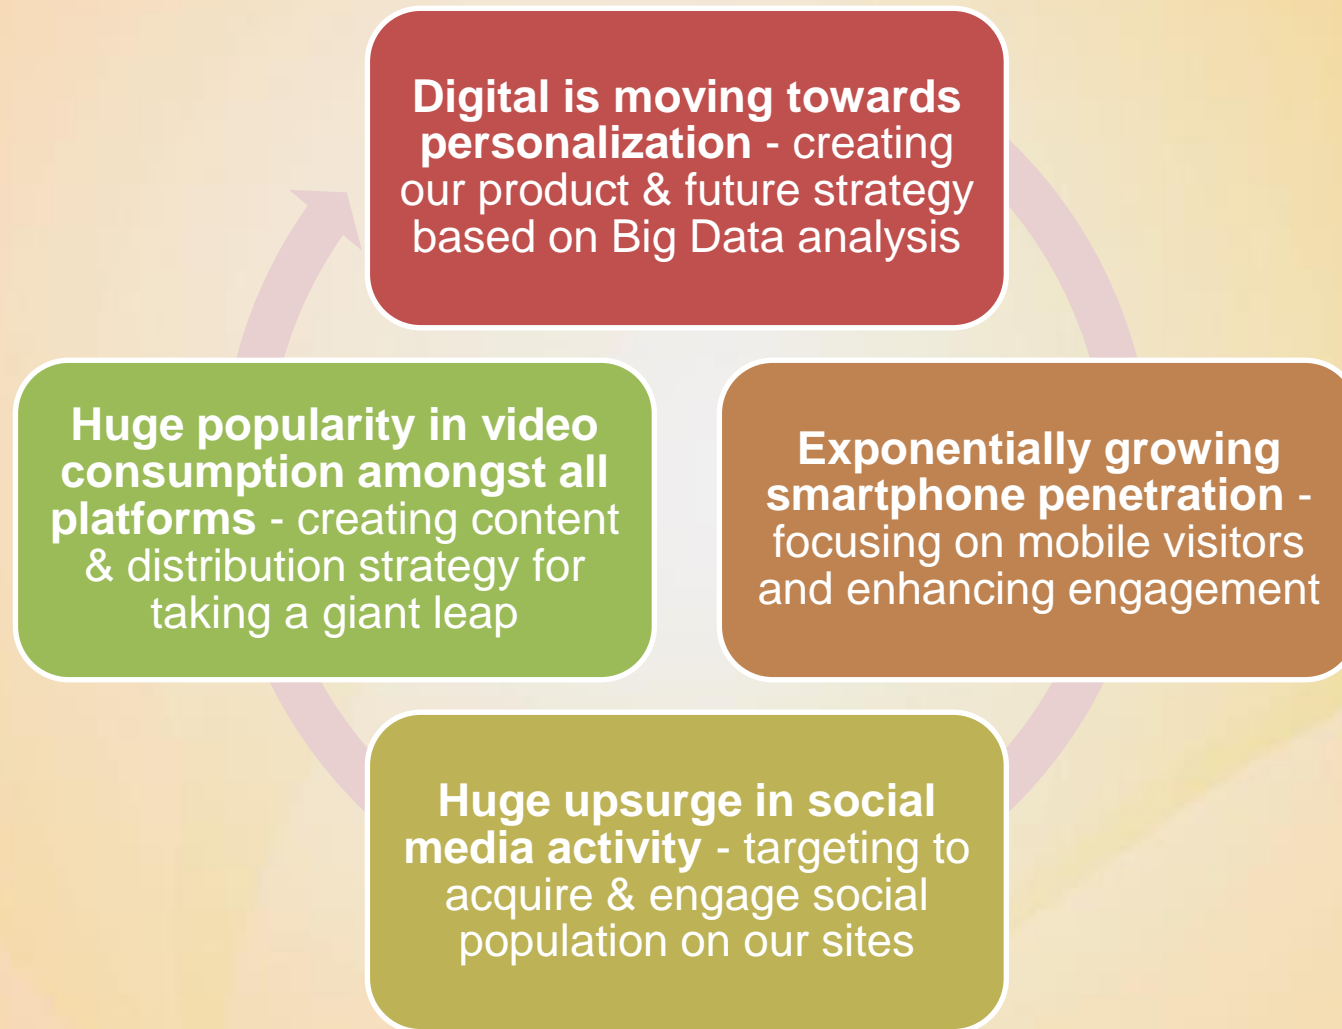 Digital is moving towards
personalization - creating
our product & future strategy
based on Big Data analysis
Huge popularity in video
consumption amongst all
platforms - creating content
& distribution strategy for
taking a giant leap
Exponentially growing
smartphone penetration -
focusing on mobile visitors
and enhancing engagement
Huge upsurge in social
media activity - targeting to
acquire & engage social
population on our sites